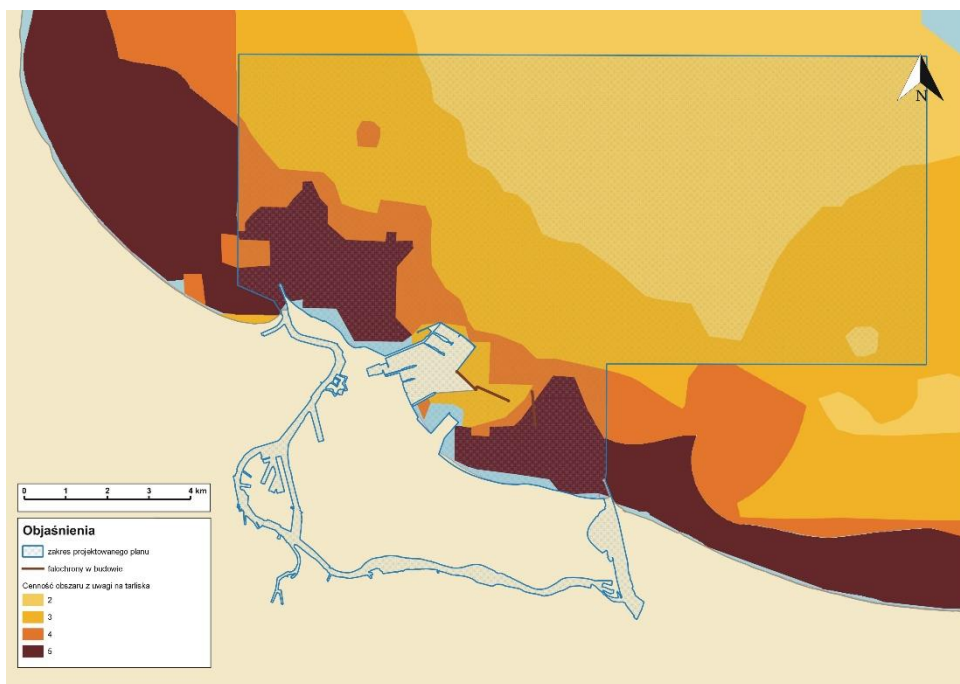 N
0 1 2 3 4 km
Objaśnienia
zakres projektowanego planu
falochrony w budowie
Cenność obszaru z uwagi na tarliska
2
3
4
5